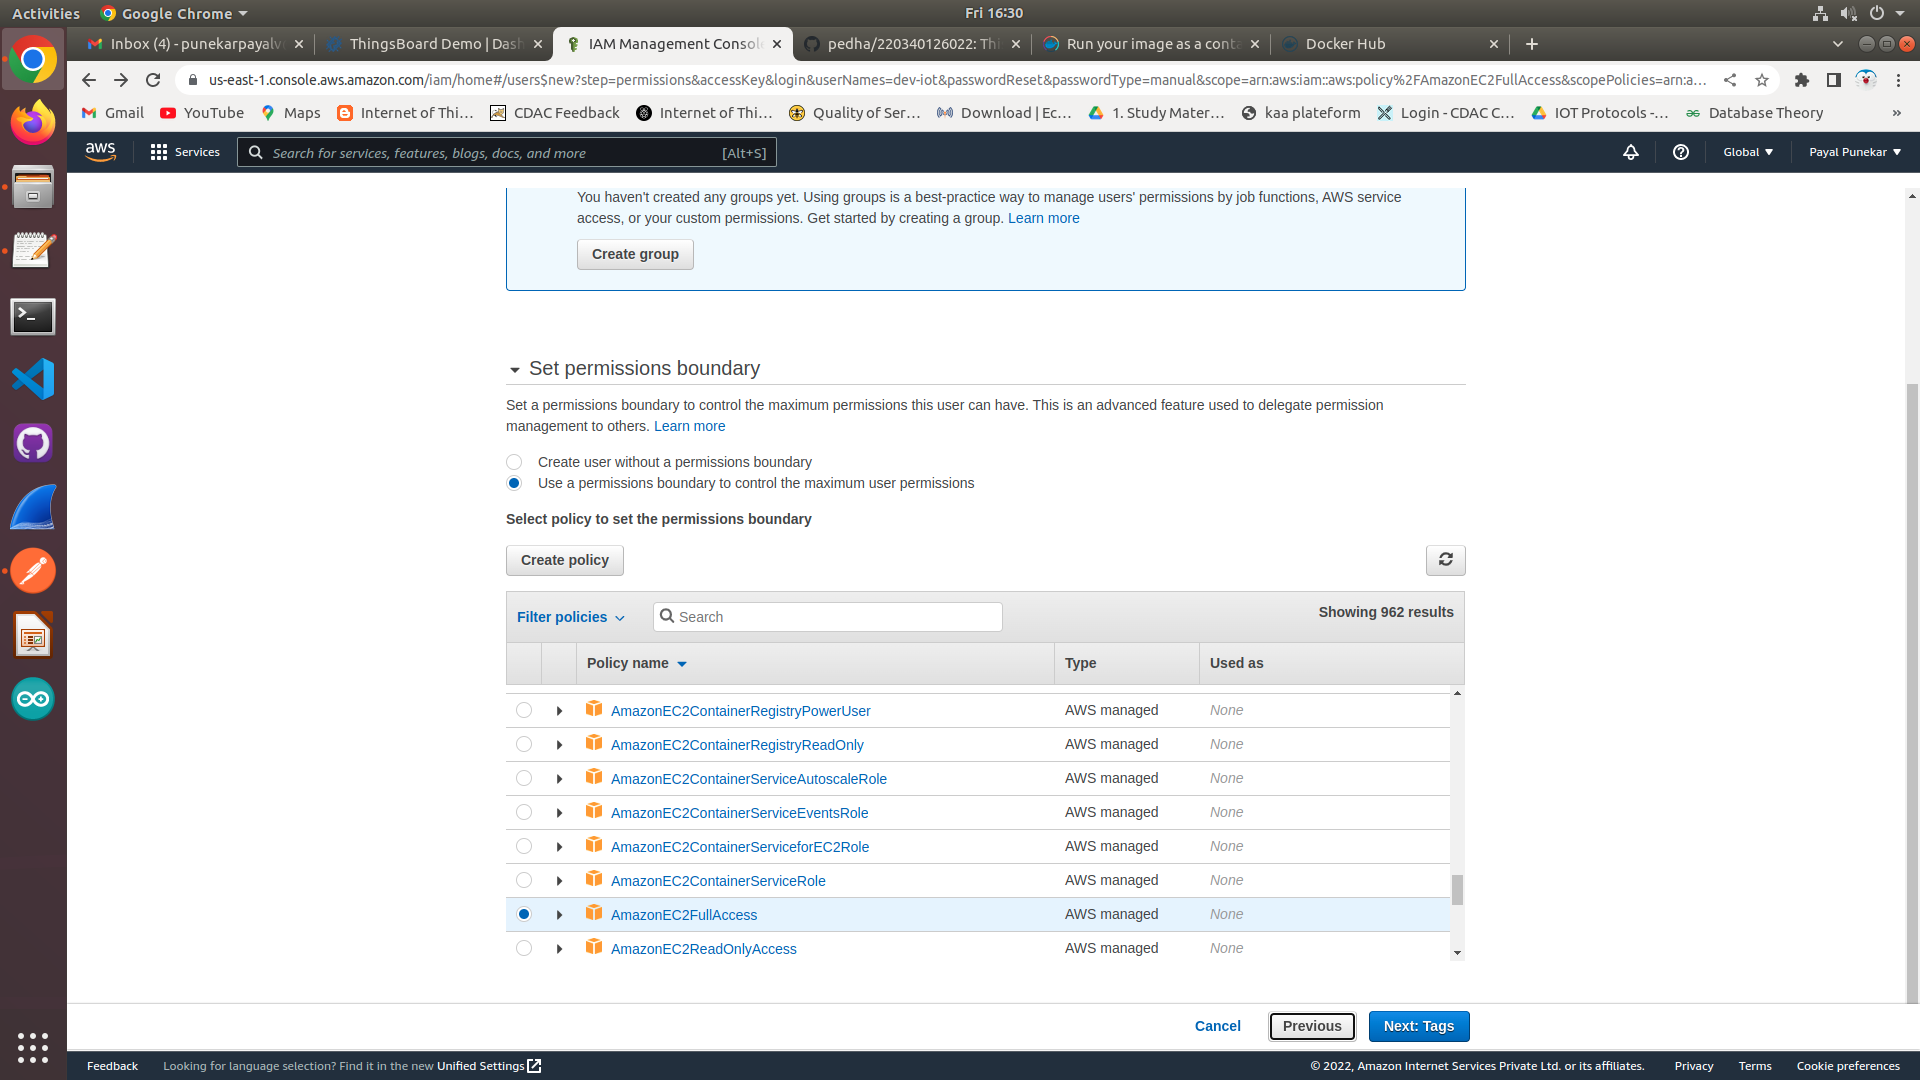 Activities
Google Chrome
Fri 16:30
Inbox (4) - punekarpayalv
ThingsBoard Demo | Dash
IAM Management Console
pedha/220340126022: Thi
Run your image as a conta
Docker Hub
us-east-1.console.aws.amazon.com/iam/home#/users$new?step=permissions&accessKey&login&userNames=dev-iot&passwordReset&passwordType=manual&scope=arn:aws:iam::aws:policy%2FAmazonEC2FullAccess&scopePolicies=arn:a...
Gmail
YouTube
Maps
Internet of Thi...
CDAC Feedback
Internet of Thi...
Quality of Ser...
Download | Ec...
1. Study Mater...
kaa plateform
Login - CDAC C...
IOT Protocols -...
Database Theory
»
aws
Services
Search for services, features, blogs, docs, and more
[Alt+S]
Global
Payal Punekar
You haven't created any groups yet. Using groups is a best-practice way to manage users' permissions by job functions, AWS service
access, or your custom permissions. Get started by creating a group. Learn more
Create group
Set permissions boundary
Set a permissions boundary to control the maximum permissions this user can have. This is an advanced feature used to delegate permission
management to others. Learn more
Create user without a permissions boundary
Use a permissions boundary to control the maximum user permissions
Select policy to set the permissions boundary
Create policy
Filter policies
Search
Showing 962 results
Policy name
Type
Used as
AmazonEC2ContainerRegistryPowerUser AWS managed None
AmazonEC2ContainerRegistryReadOnly AWS managed None
AmazonEC2ContainerServiceAutoscaleRole AWS managed None
AmazonEC2ContainerServiceEventsRole AWS managed None
AmazonEC2ContainerServiceforEC2Role AWS managed None
AmazonEC2ContainerServiceRole AWS managed None
AmazonEC2FullAccess AWS managed None
AmazonEC2ReadOnlyAccess AWS managed None
Cancel
Previous
Next: Tags
Feedback
Looking for language selection? Find it in the new Unified Settings
© 2022, Amazon Internet Services Private Ltd. or its affiliates.
Privacy
Terms
Cookie preferences